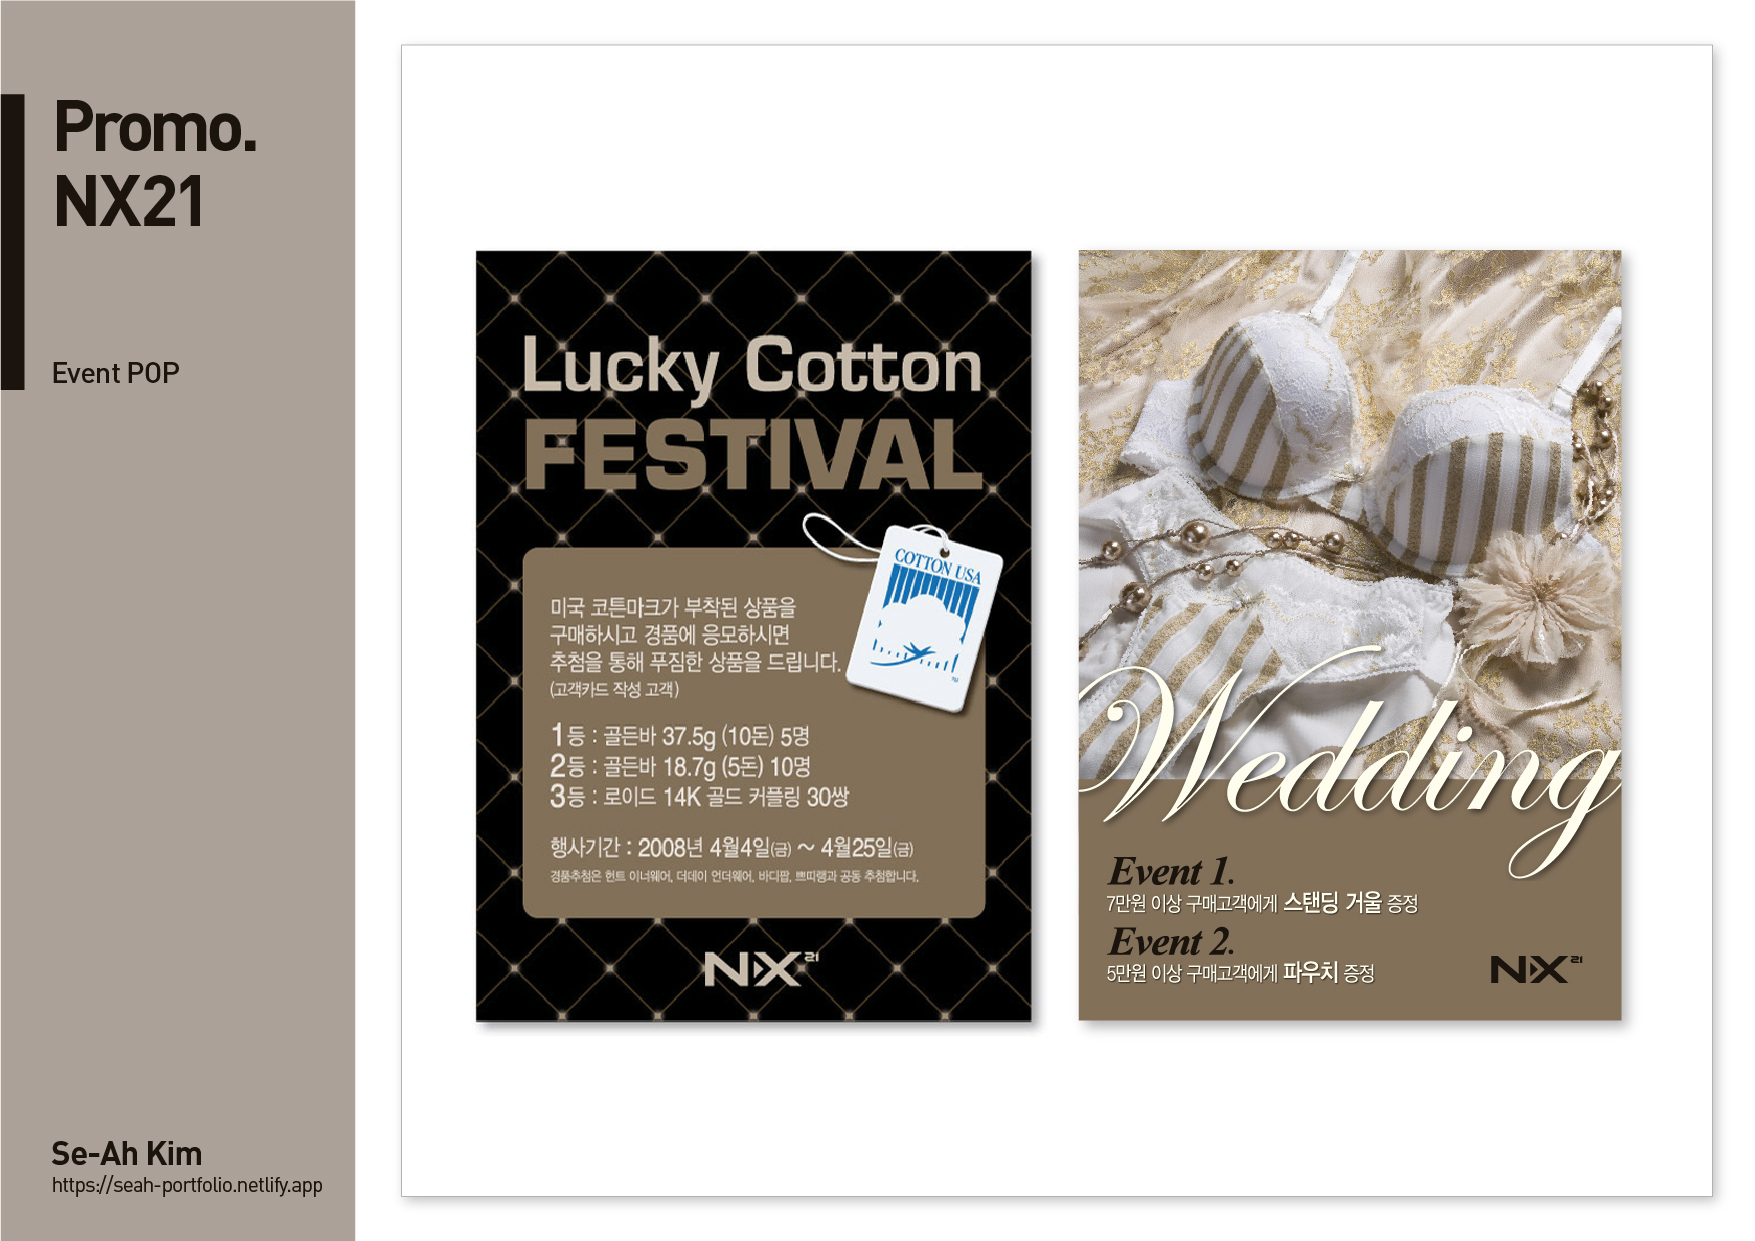 Promo.
NX21
Event POP
Se-Ah Kim
https://seah-portfolio.netlify.app
Lucky Cotton
FESTIVAL
COTTON USA
TM
미국 코튼마크가 부착된 상품을
구매하시고 경품에 응모하시면
추첨을 통해 푸짐한 상품을 드립니다.
(고객카드 작성 고객)
1등 : 골든바 37.5g (10돈) 5명
2등 : 골든바 18.7g (5돈) 10명
3등 : 로이드 14K 골드 커플링 30쌍
행사기간 : 2008년 4월4일(금) ~ 4월25일(금)
경품추첨은 헌트 이너웨어, 더데이 언더웨어, 바디팝, 쁘띠랭과 공동 추첨합니다.
NX 21
Wedding
Event 1.
7만원 이상 구매고객에게 스탠딩 거울 증정
Event 2.
5만원 이상 구매고객에게 파우치 증정
NX 21